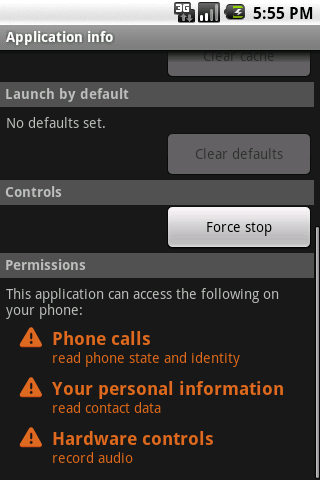 3G
5:55 PM
Application info
Clear cache
Launch by default
No defaults set.
Clear defaults
Controls
Force stop
Permissions
This application can access the following on
your phone:
Phone calls
read phone state and identity
Your personal information
read contact data
Hardware controls
record audio